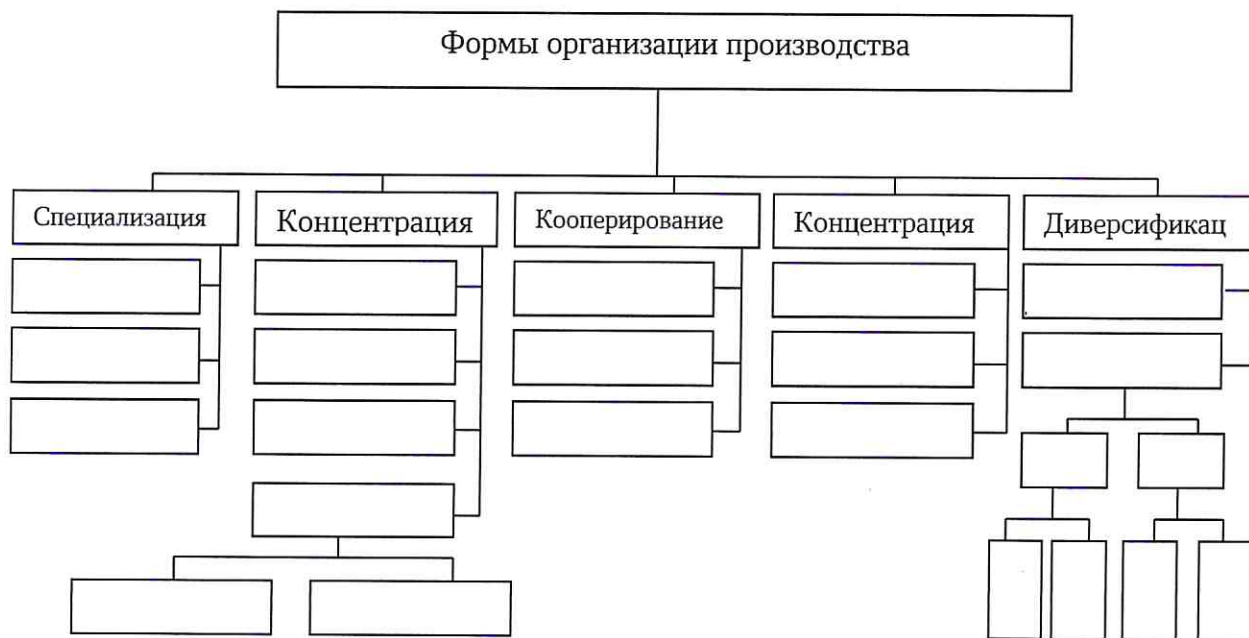 Формы организации производства
Специализация
Концентрация
Кооперирование
Концентрация
Диверсификац